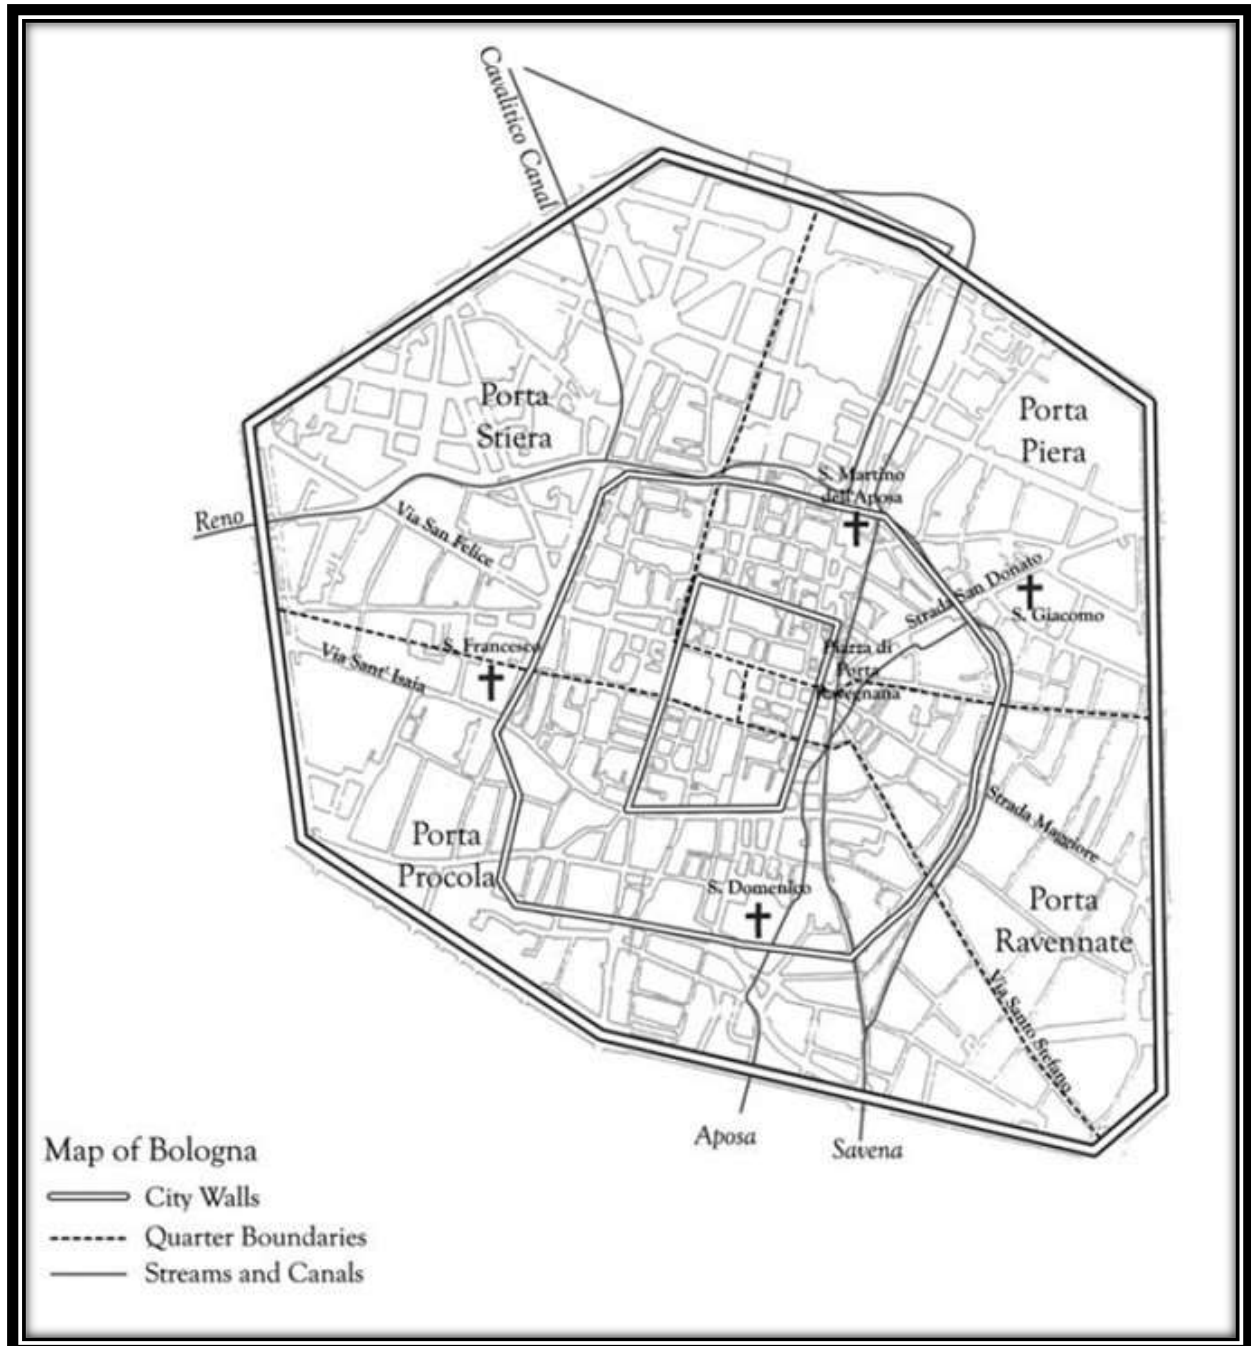 Cavalitico Canal
Porta
Stiera
Porta
Piera
S. Martino
dell'Aposa
Reno
Via San Felice
Strada San Donato
S. Giacomo
S. Francesco
Via Sant' Isaia
Piazza di
Porta
Ravegnana
Strada Maggiore
Porta
Procola
S. Domenico
Porta
Ravennate
Via Santo Stefano
Aposa
Savena
Map of Bologna
City Walls
Quarter Boundaries
Streams and Canals